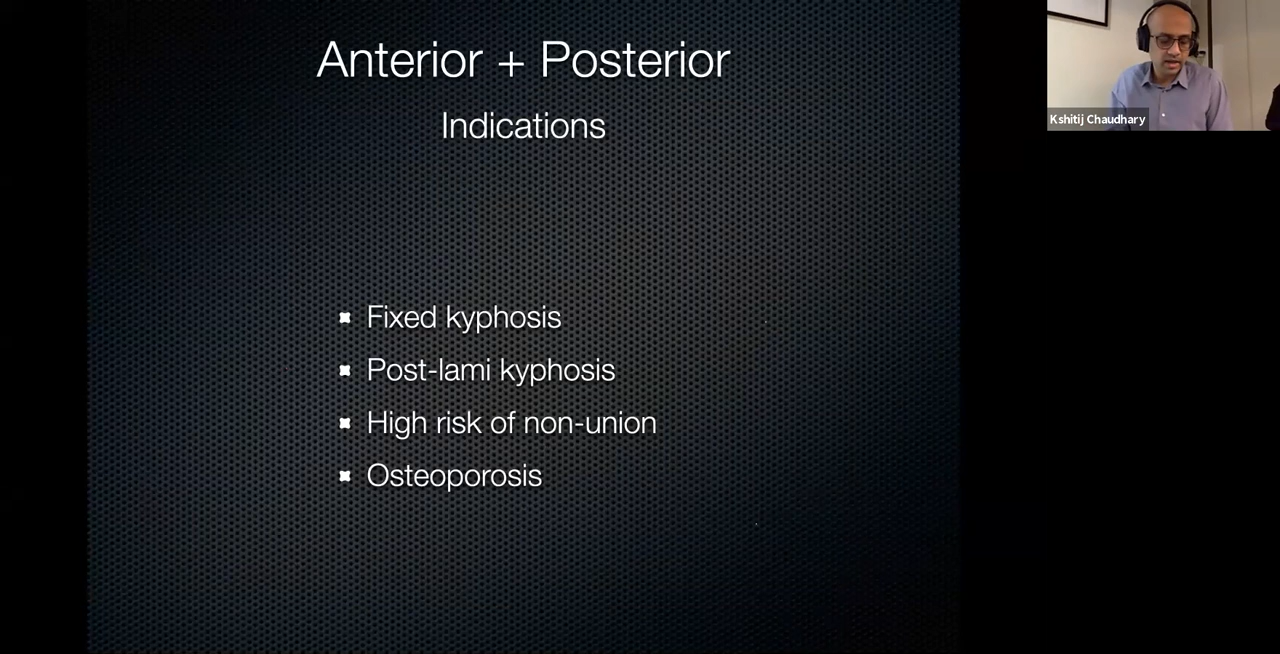 Anterior + Posterior
Indications
Fixed kyphosis
Post-lami kyphosis
High risk of non-union
Osteoporosis
Kshitij Chaudhary